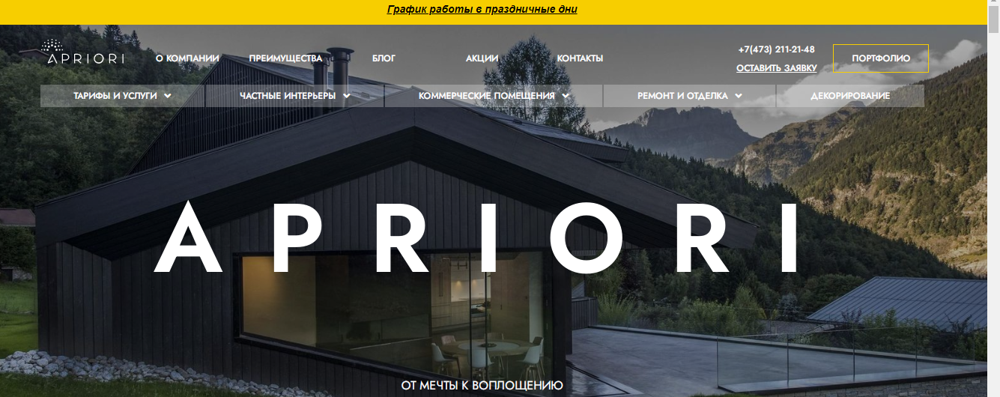 График работы в праздничные дни
APRIORI
О КОМПАНИИ
ПРЕИМУЩЕСТВА
БЛОГ
АКЦИИ
КОНТАКТЫ
+7(473) 211-21-48
ОСТАВИТЬ ЗАЯВКУ
ПОРТФОЛИО
ТАРИФЫ И УСЛУГИ
ЧАСТНЫЕ ИНТЕРЬЕРЫ
КОММЕРЧЕСКИЕ ПОМЕЩЕНИЯ
РЕМОНТ И ОТДЕЛКА
ДЕКОРИРОВАНИЕ
APRIORI
ОТ МЕЧТЫ К ВОПЛОЩЕНИЮ